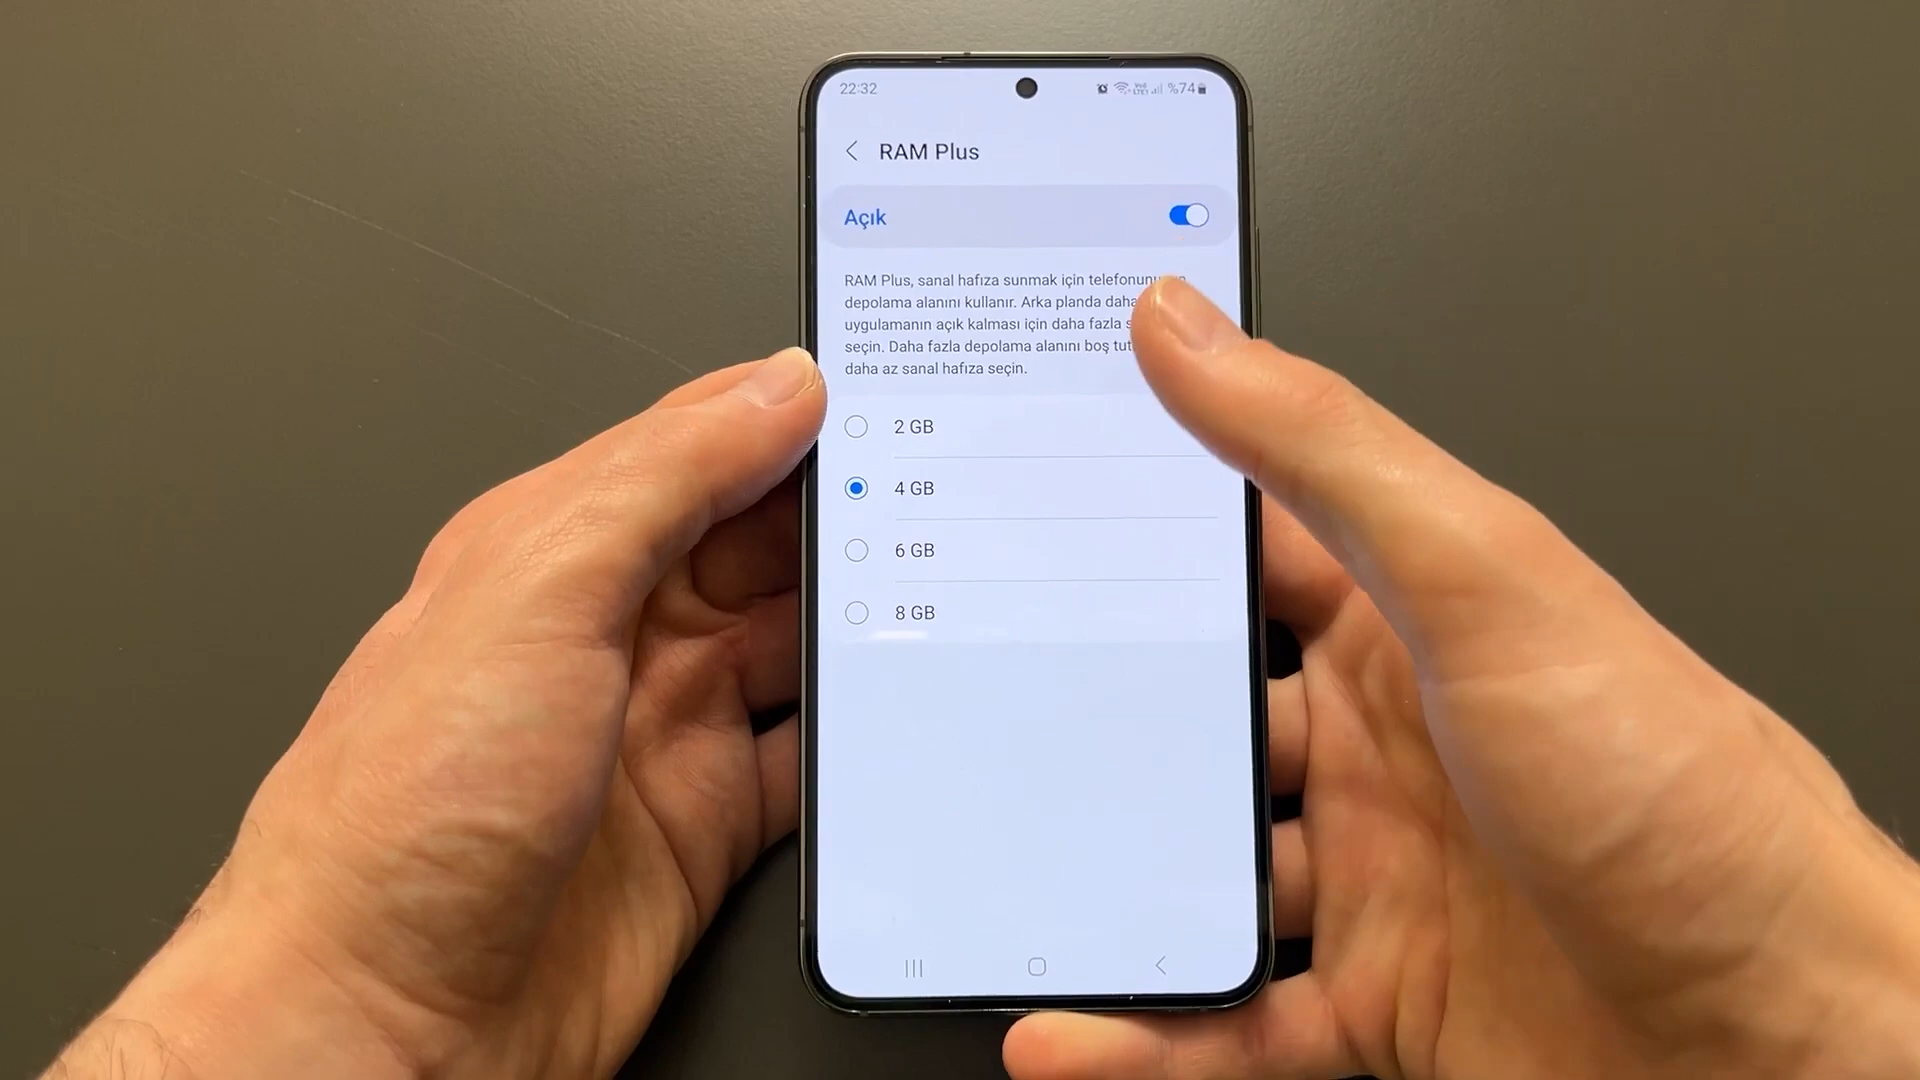 22:32
%74
RAM Plus
Açık
RAM Plus, sanal hafıza sunmak için
depolama alanını kullanır. Arka planda daha
uygulamanın açık kalması için daha fazla
seçin. Daha fazla depolama alanını boş
daha az sanal hafıza seçin.
2 GB
4 GB
6 GB
8 GB